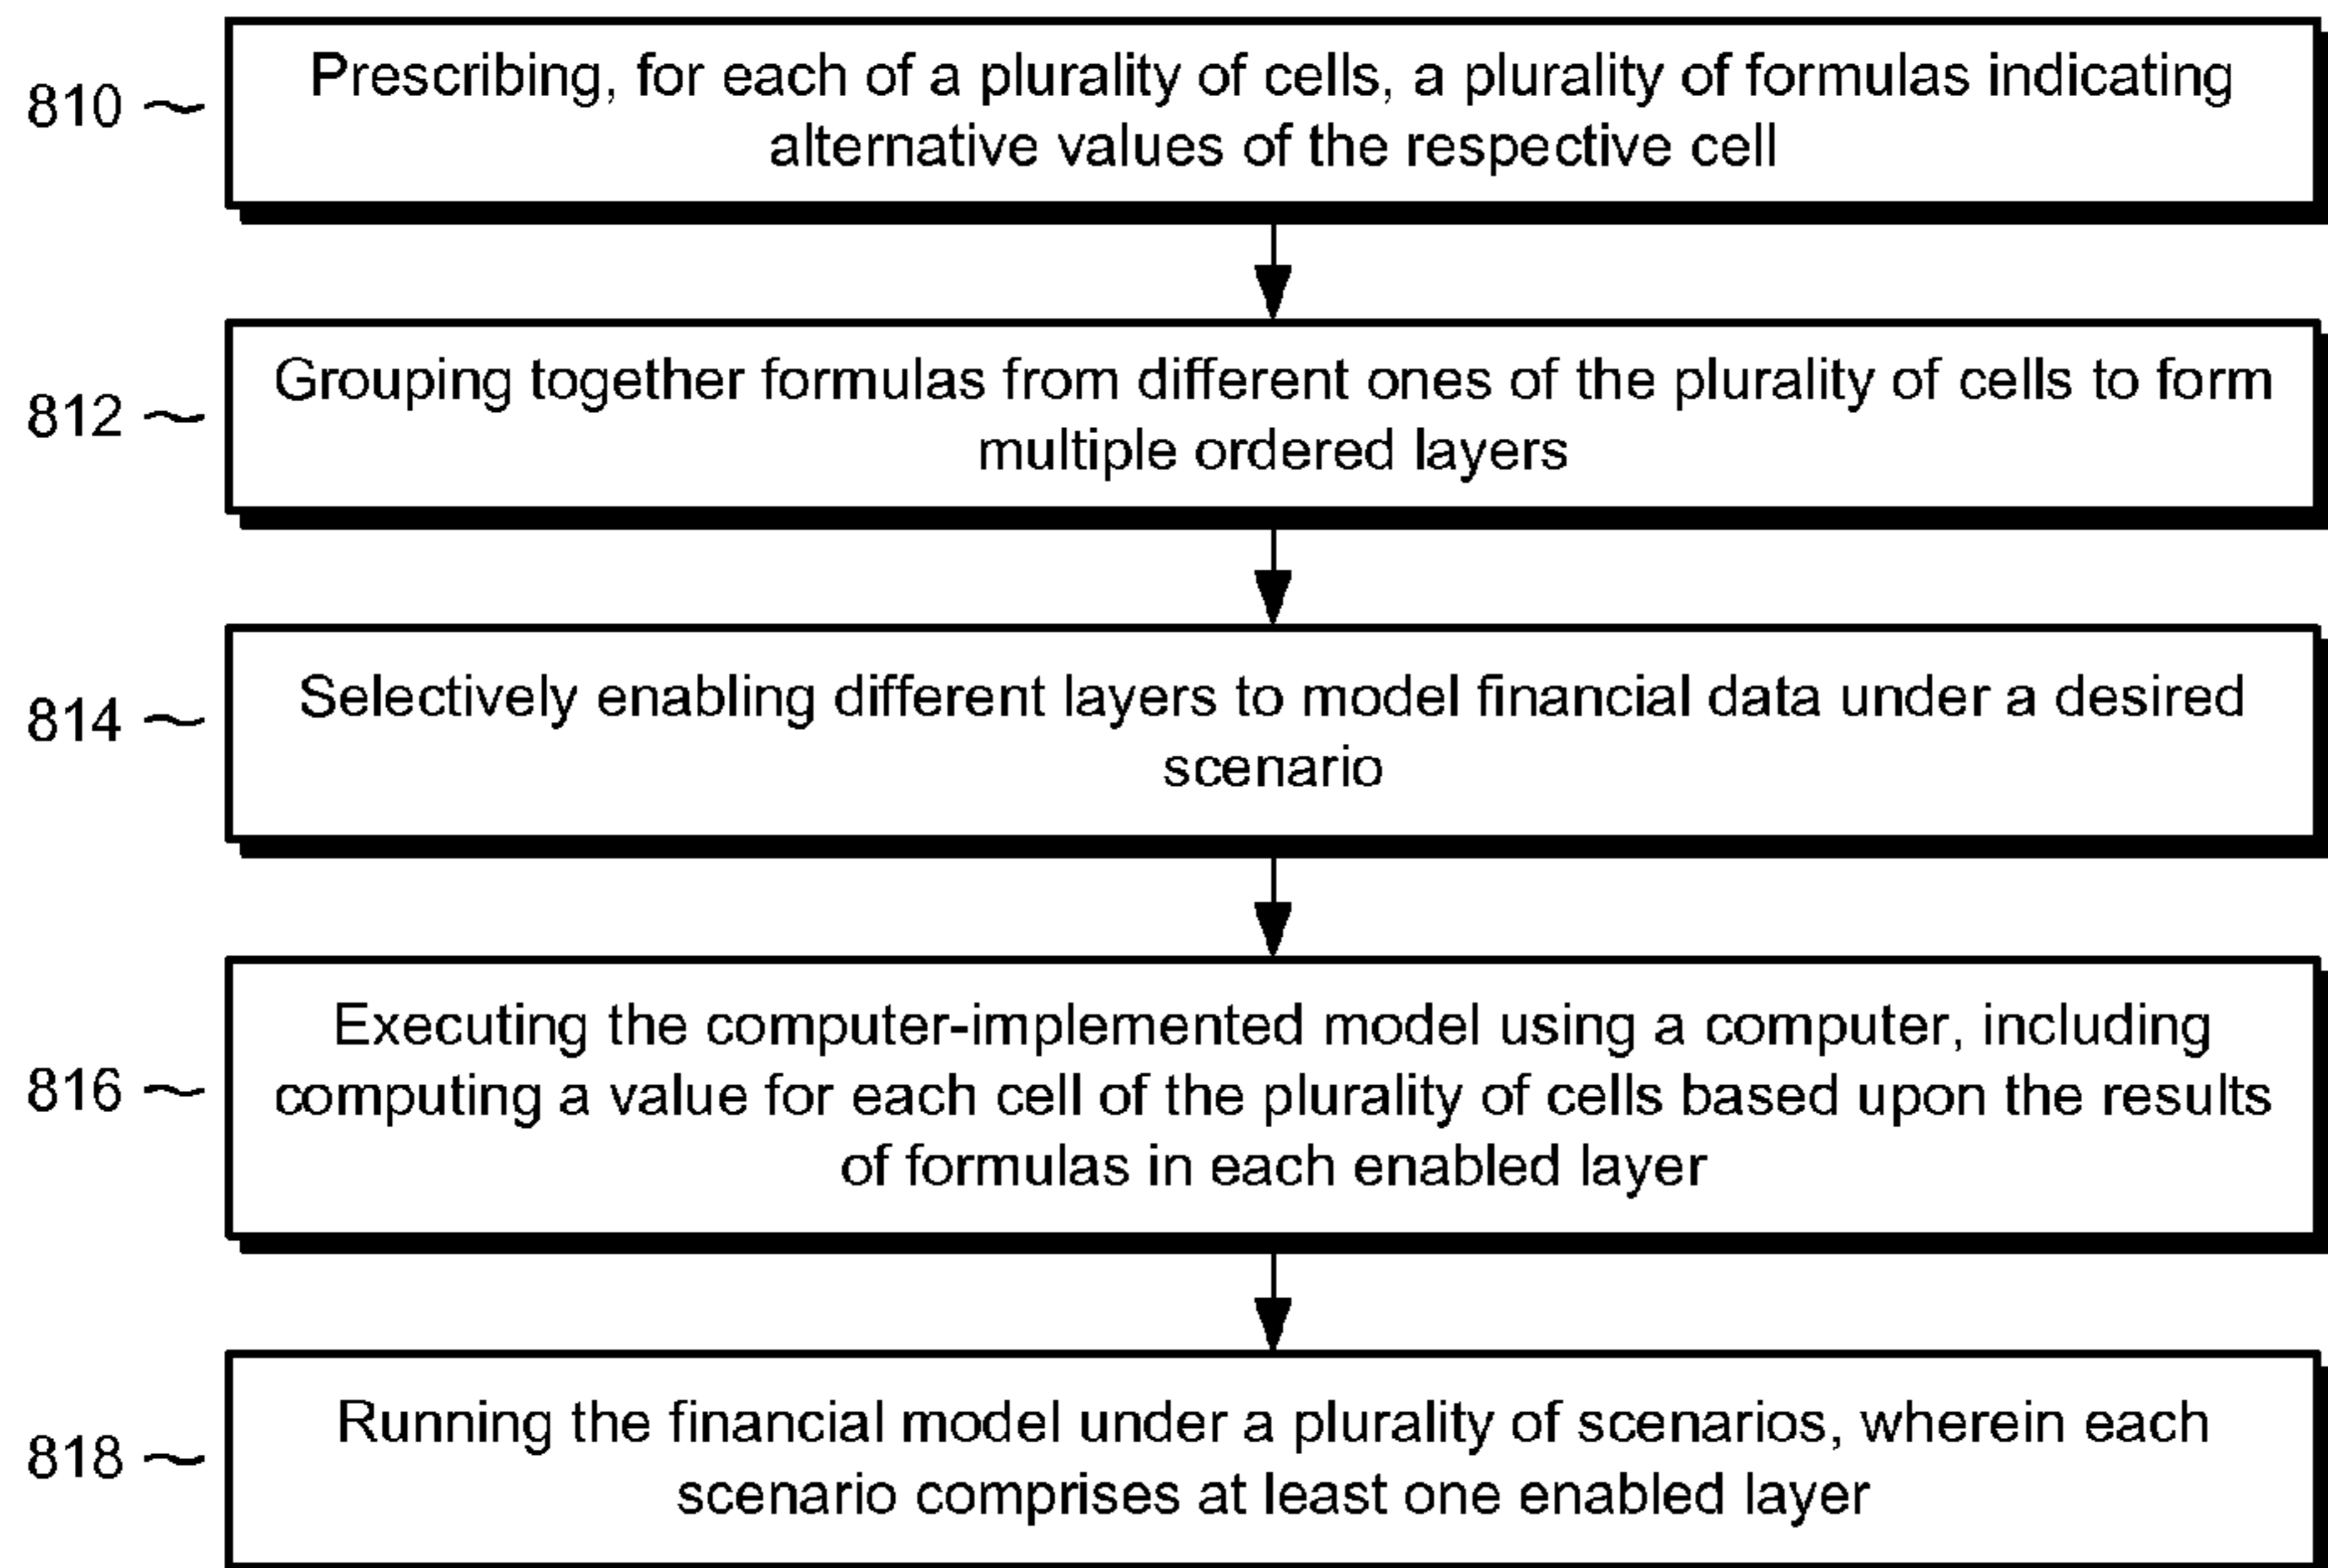 810 ~ Prescribing, for each of a plurality of cells, a plurality of formulas indicating
alternative values of the respective cell
812 ~ Grouping together formulas from different ones of the plurality of cells to form
multiple ordered layers
814 ~ Selectively enabling different layers to model financial data under a desired
scenario
816 ~ Executing the computer-implemented model using a computer, including
computing a value for each cell of the plurality of cells based upon the results
of formulas in each enabled layer
818 ~ Running the financial model under a plurality of scenarios, wherein each
scenario comprises at least one enabled layer